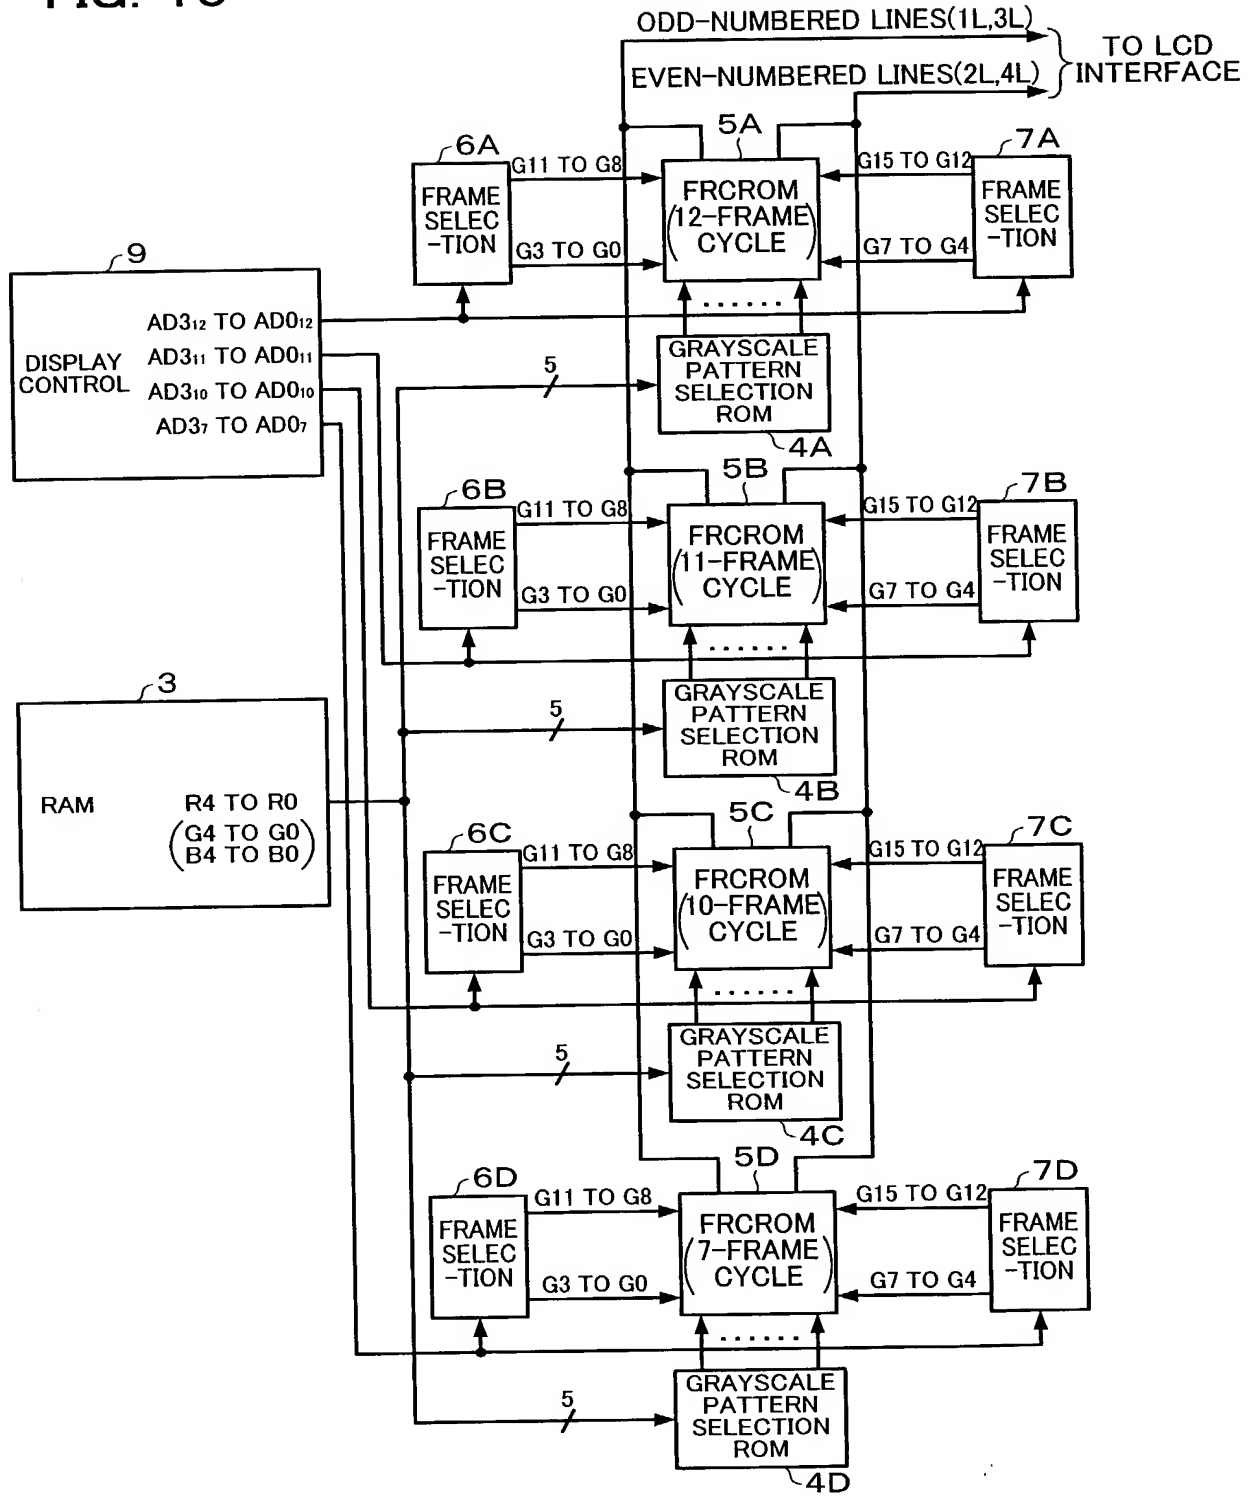 ODD-NUMBERED LINES(1L,3L)
TO LCD
INTERFACE
EVEN-NUMBERED LINES(2L,4L)
5A
6A
7A
G11 TO G8
G15 TO G12
FRAME
SELEC
-TION
FRCROM
(12-FRAME)
CYCLE
FRAME
SELEC
-TION
G3 TO G0
G7 TO G4
9
DISPLAY
CONTROL
AD3₁₂ TO AD0₁₂
AD3₁₁ TO AD0₁₁
AD3₁₀ TO AD0₁₀
AD3₇ TO AD0₇
.......
5
GRAYSCALE
PATTERN
SELECTION
ROM
4A
5B
6B
7B
G11 TO G8
G15 TO G12
FRAME
SELEC
-TION
FRCROM
(11-FRAME)
CYCLE
FRAME
SELEC
-TION
G3 TO G0
G7 TO G4
.......
5
GRAYSCALE
PATTERN
SELECTION
ROM
4B
3
RAM
R4 TO R0
(G4 TO G0
B4 TO B0)
5C
6C
7C
G11 TO G8
G15 TO G12
FRAME
SELEC
-TION
FRCROM
(10-FRAME)
CYCLE
FRAME
SELEC
-TION
G3 TO G0
G7 TO G4
.......
5
GRAYSCALE
PATTERN
SELECTION
ROM
4C
5D
6D
7D
G11 TO G8
G15 TO G12
FRAME
SELEC
-TION
FRCROM
(7-FRAME)
CYCLE
FRAME
SELEC
-TION
G3 TO G0
G7 TO G4
.......
5
GRAYSCALE
PATTERN
SELECTION
ROM
4D